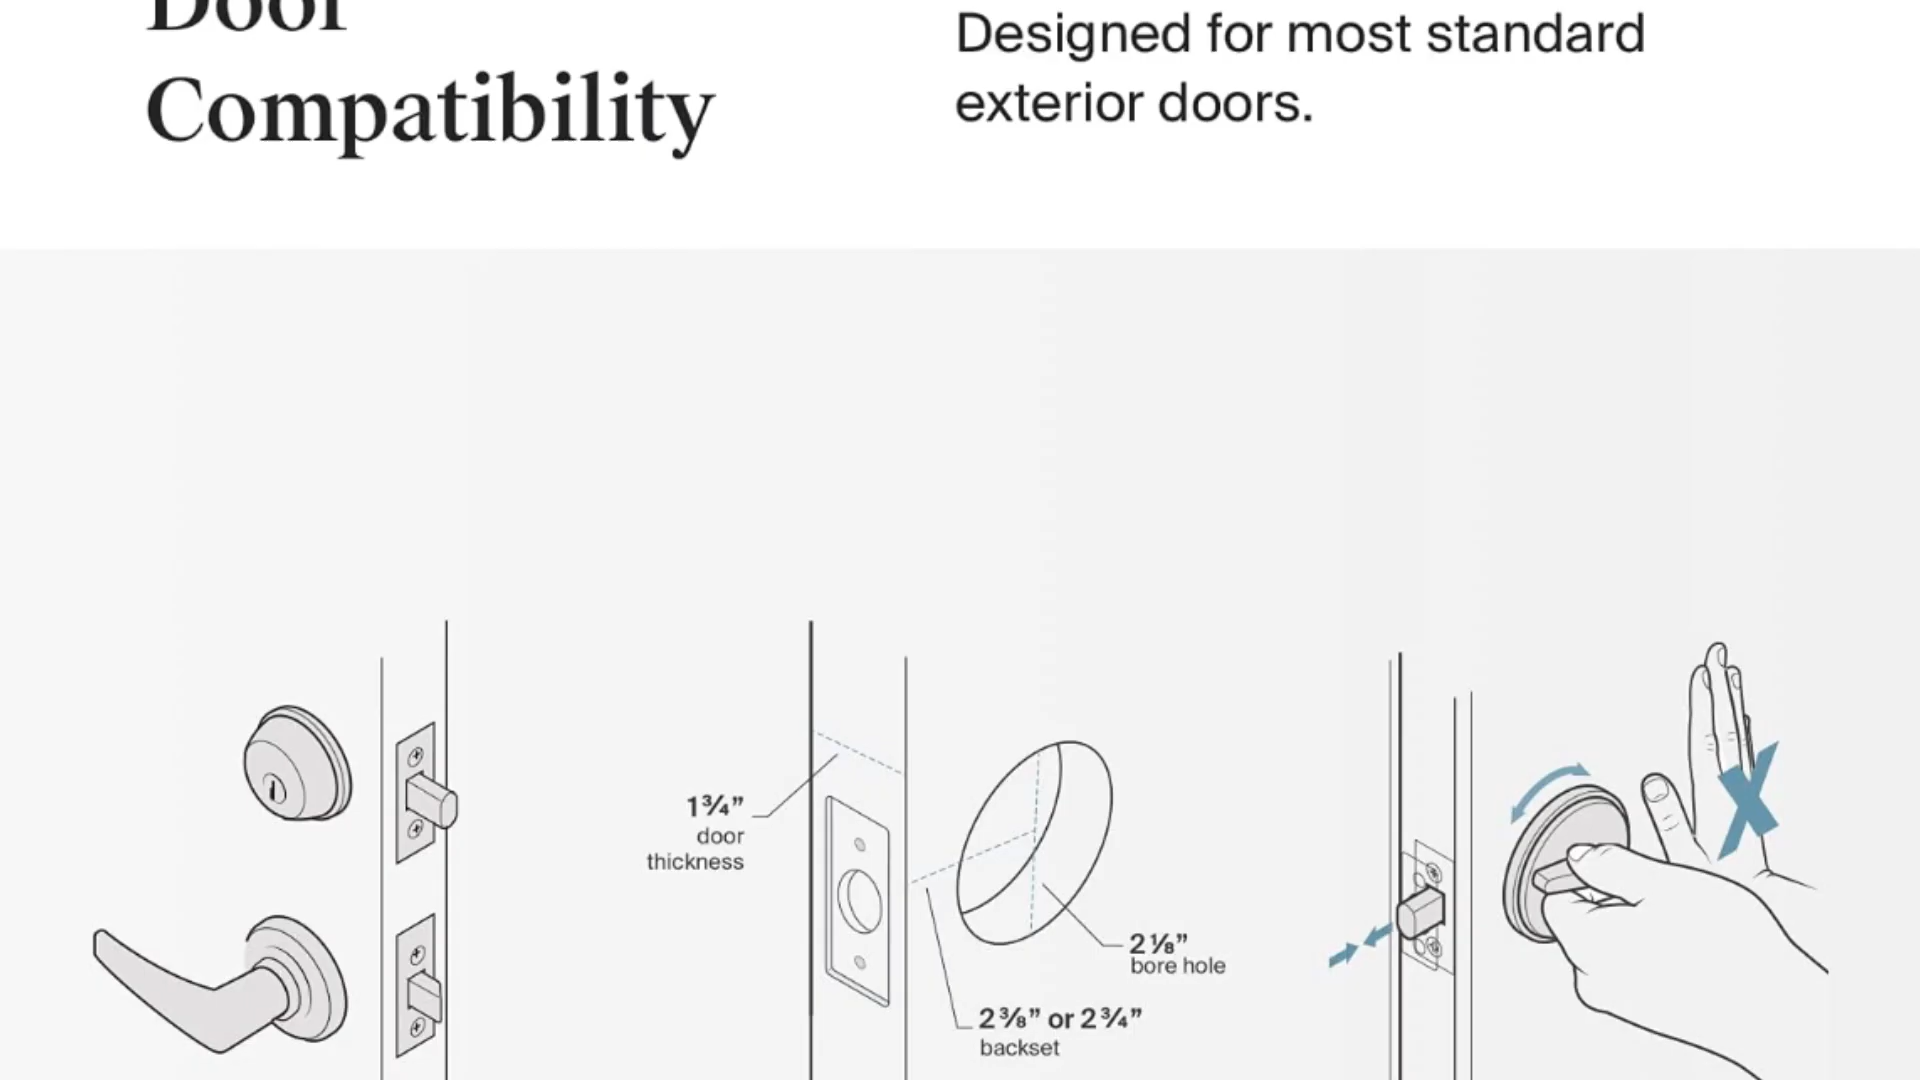 Door
Compatibility
Designed for most standard
exterior doors.
1¾”
door
thickness
2⅛”
bore hole
2⅜” or 2¾”
backset